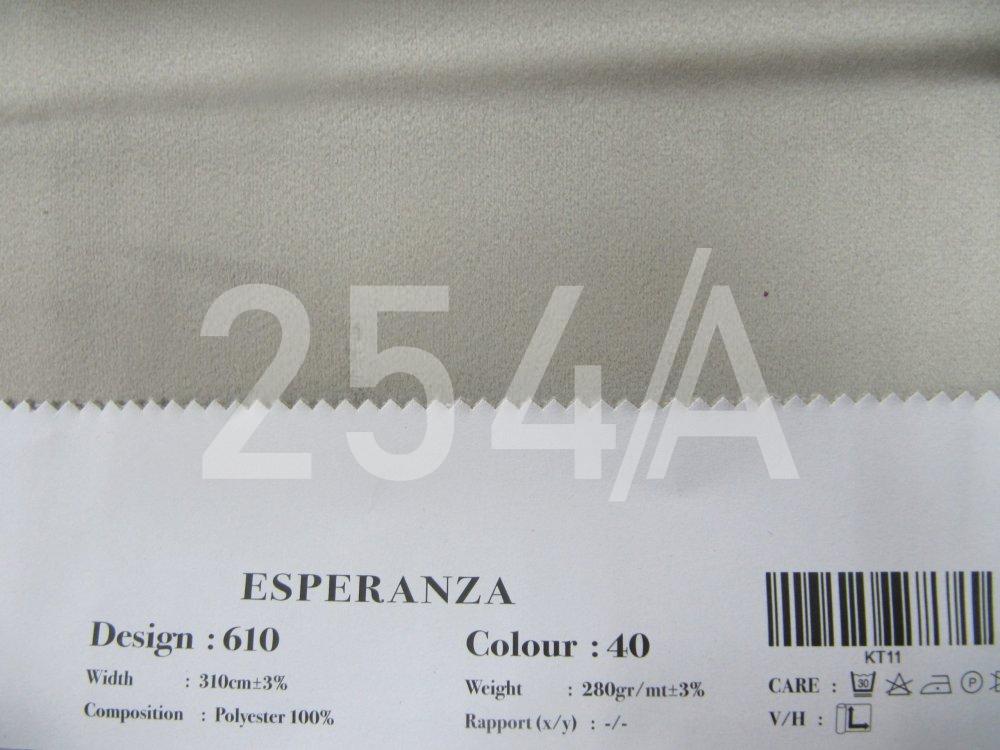 254/A
ESPERANZA
Design : 610
Colour : 40
Width : 310cm±3%
Weight : 280gr/mt±3%
Composition : Polyester 100%
Rapport (x/y) : -/-
KT11
CARE : 30 P
V/H :